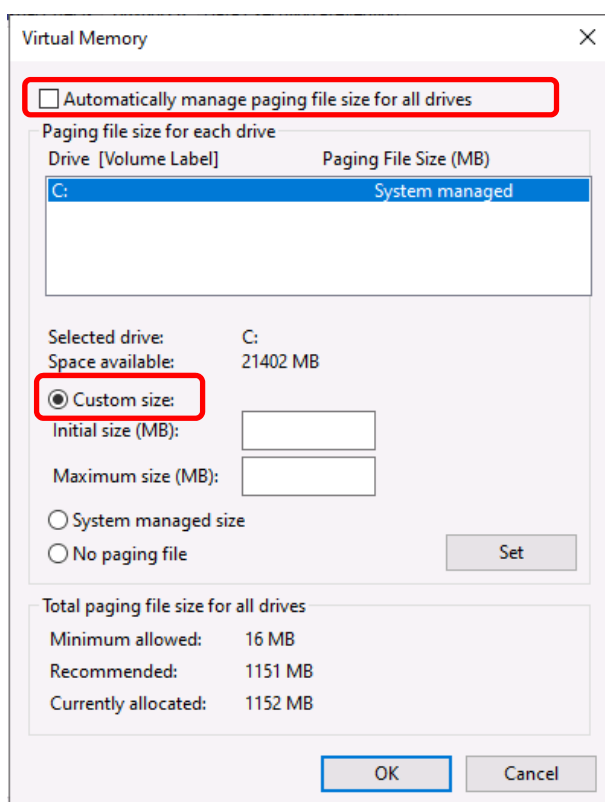 Virtual Memory
Automatically manage paging file size for all drives
Paging file size for each drive
Drive [Volume Label] Paging File Size (MB)
C: System managed
Selected drive: C:
Space available: 21402 MB
Custom size:
Initial size (MB):
Maximum size (MB):
System managed size
No paging file Set
Total paging file size for all drives
Minimum allowed: 16 MB
Recommended: 1151 MB
Currently allocated: 1152 MB
OK Cancel